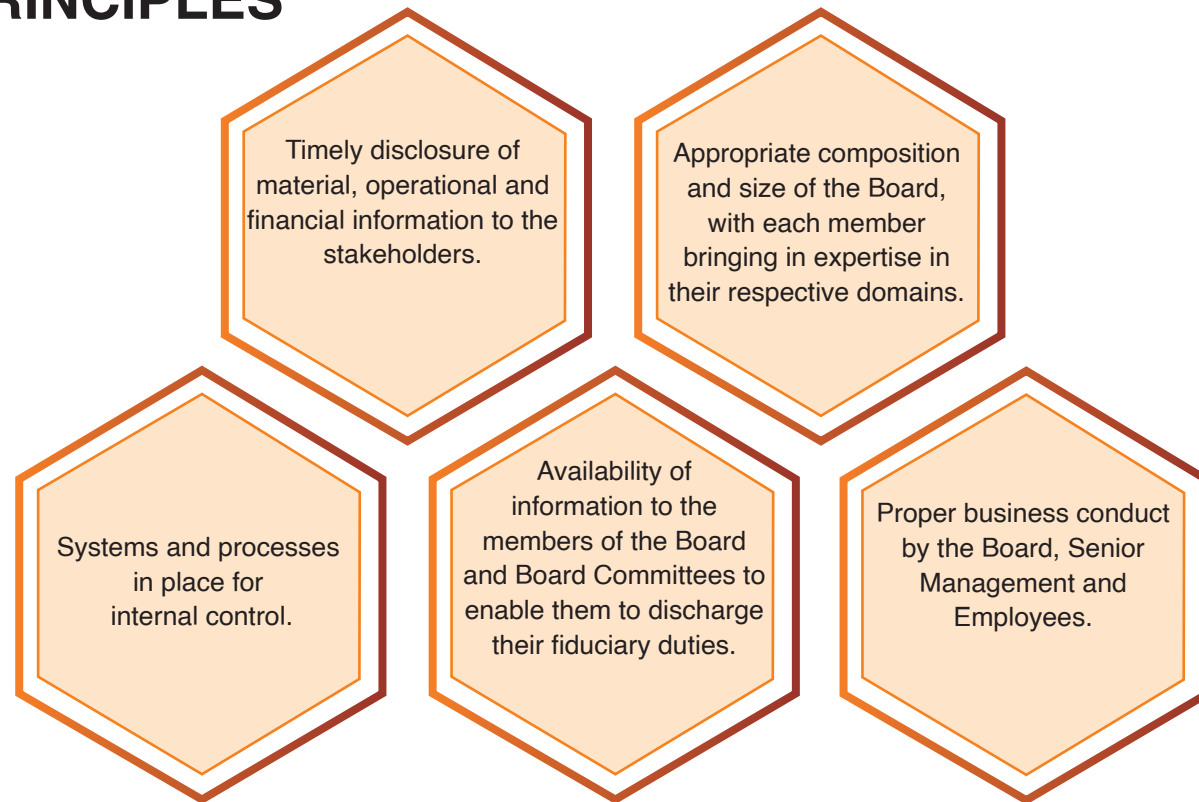 RINCIPLES
Timely disclosure of
material, operational and
financial information to the
stakeholders.
Appropriate composition
and size of the Board,
with each member
bringing in expertise in
their respective domains.
Systems and processes
in place for
internal control.
Availability of
information to the
members of the Board
and Board Committees to
enable them to discharge
their fiduciary duties.
Proper business conduct
by the Board, Senior
Management and
Employees.